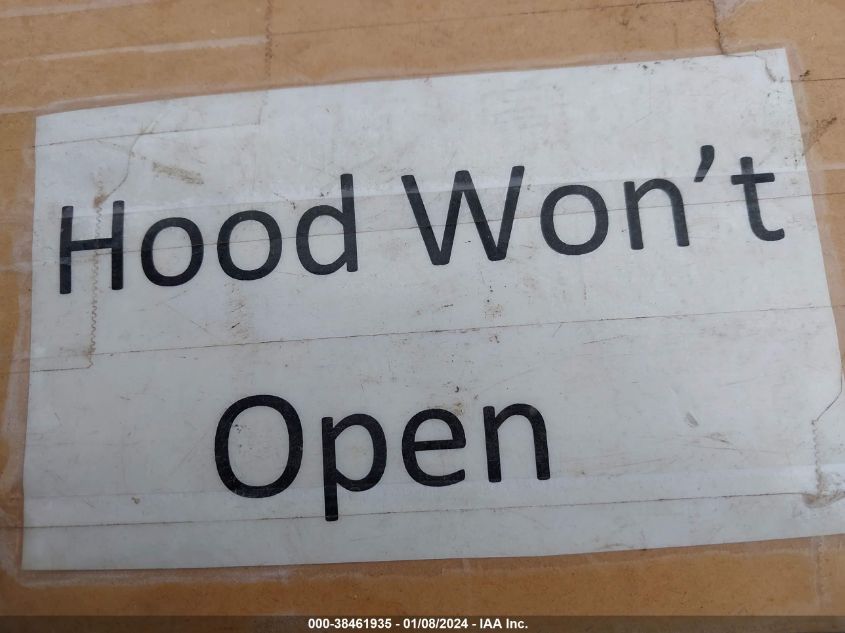 Hood Won’t
Open
000-38461935 - 01/08/2024 - IAA Inc.